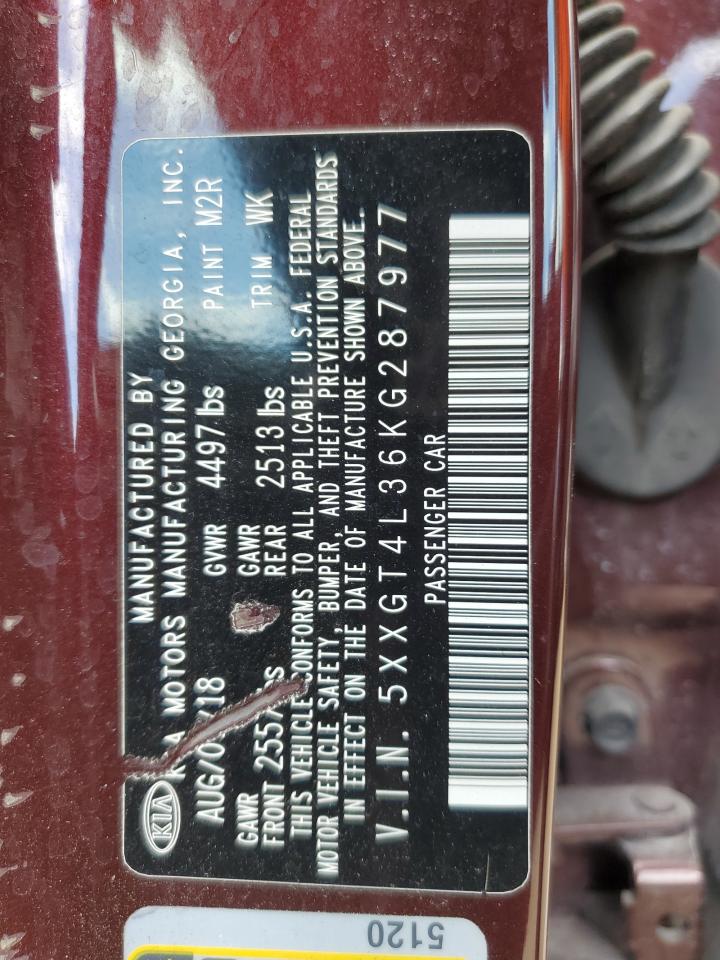 MANUFACTURED BY
KIA KIA MOTORS MANUFACTURING GEORGIA, INC.
GVWR 4497 lbs PAINT M2R
GAWR GAWR
FRONT REAR 2513 lbs TRIM WK
THIS VEHICLE CONFORMS TO ALL APPLICABLE U.S.A. FEDERAL
MOTOR VEHICLE SAFETY, BUMPER, AND THEFT PREVENTION STANDARDS
IN EFFECT ON THE DATE OF MANUFACTURE SHOWN ABOVE.
V.I.N. 5XXGT4L36KG287977
PASSENGER CAR
5120